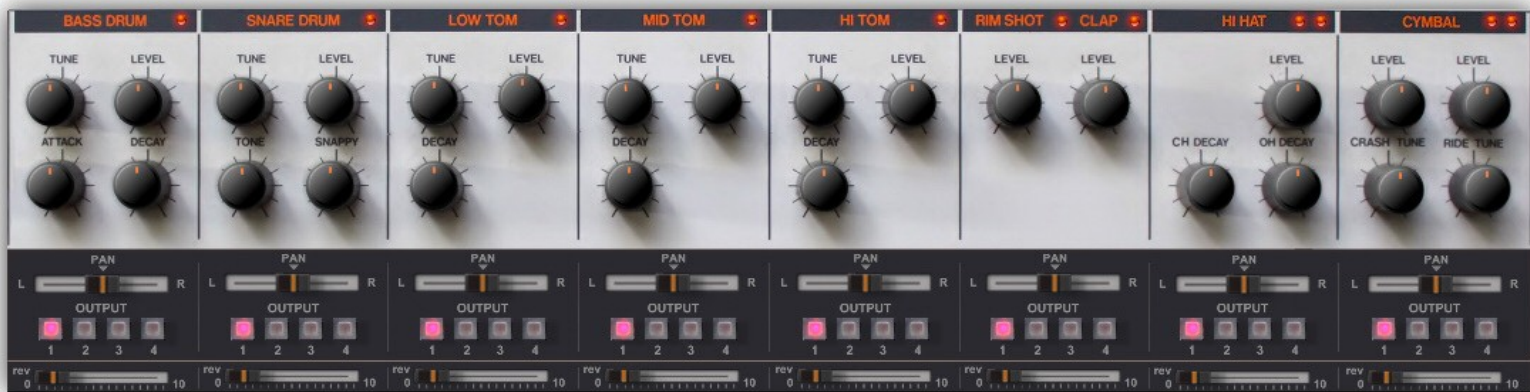 BASS DRUM SNARE DRUM LOW TOM MID TOM HI TOM RIM SHOT CLAP HI HAT CYMBAL
TUNE LEVEL TUNE LEVEL TUNE LEVEL TUNE LEVEL TUNE LEVEL LEVEL LEVEL LEVEL LEVEL LEVEL
ATTACK DECAY TONE SNAPPY DECAY DECAY DECAY CH DECAY OH DECAY CRASH TUNE RIDE TUNE
PAN PAN PAN PAN PAN PAN PAN PAN
L R L R L R L R L R L R L R L R
OUTPUT OUTPUT OUTPUT OUTPUT OUTPUT OUTPUT OUTPUT OUTPUT
1 2 3 4 1 2 3 4 1 2 3 4 1 2 3 4 1 2 3 4 1 2 3 4 1 2 3 4 1 2 3 4
rev rev rev rev rev rev rev rev
0 10 0 10 0 10 0 10 0 10 0 10 0 10 0 10